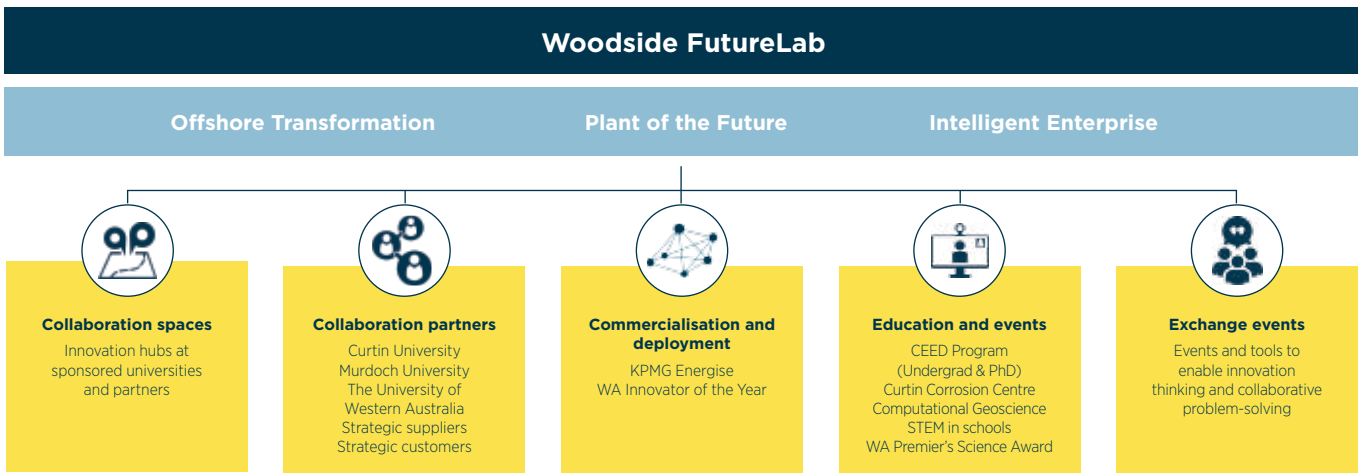 Woodside FutureLab
Offshore Transformation
Plant of the Future
Intelligent Enterprise
Collaboration spaces
Innovation hubs at
sponsored universities
and partners
Collaboration partners
Curtin University
Murdoch University
The University of
Western Australia
Strategic suppliers
Strategic customers
Commercialisation and
deployment
KPMG Energise
WA Innovator of the Year
Education and events
CEED Program
(Undergrad & PhD)
Curtin Corrosion Centre
Computational Geoscience
STEM in schools
WA Premier's Science Award
Exchange events
Events and tools to
enable innovation
thinking and collaborative
problem-solving